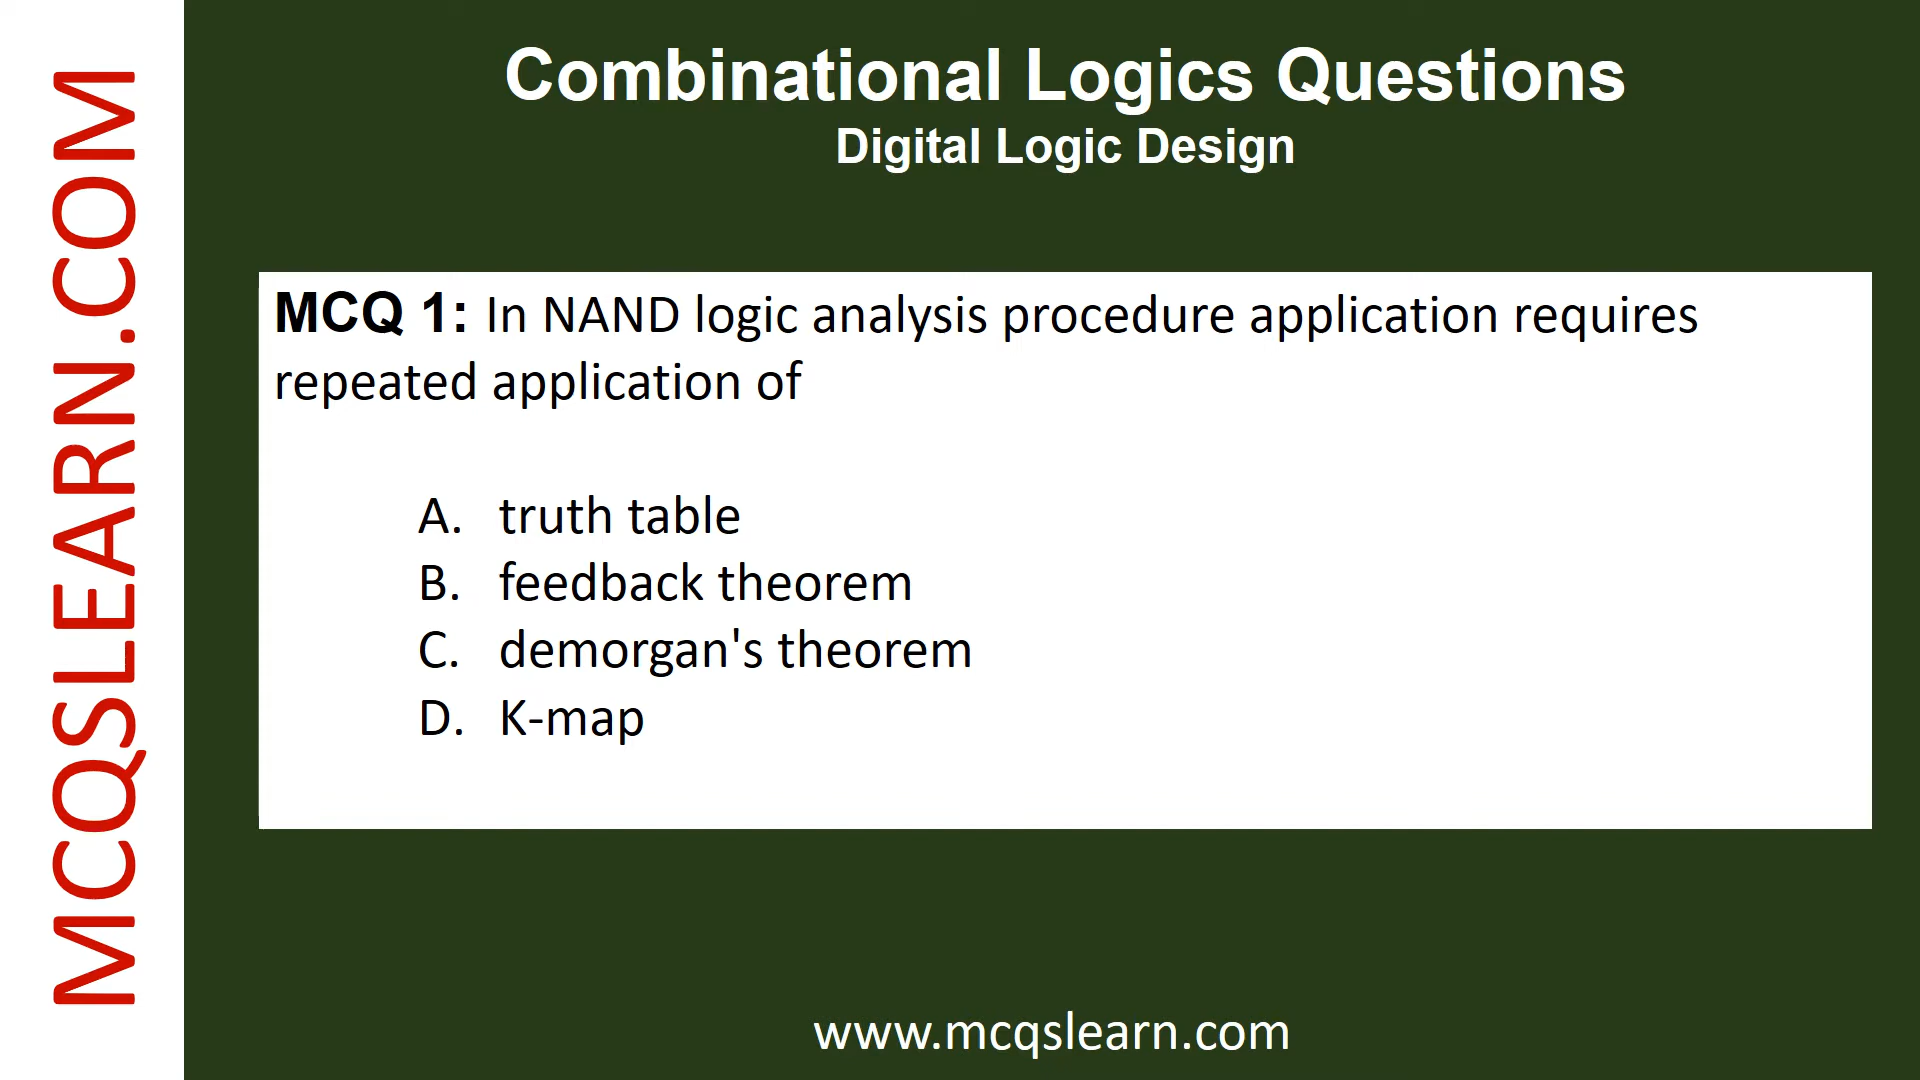 MCQSLEARN.COM
Combinational Logics Questions
Digital Logic Design
MCQ 1: In NAND logic analysis procedure application requires
repeated application of
A. truth table
B. feedback theorem
C. demorgan's theorem
D. K-map
www.mcqslearn.com